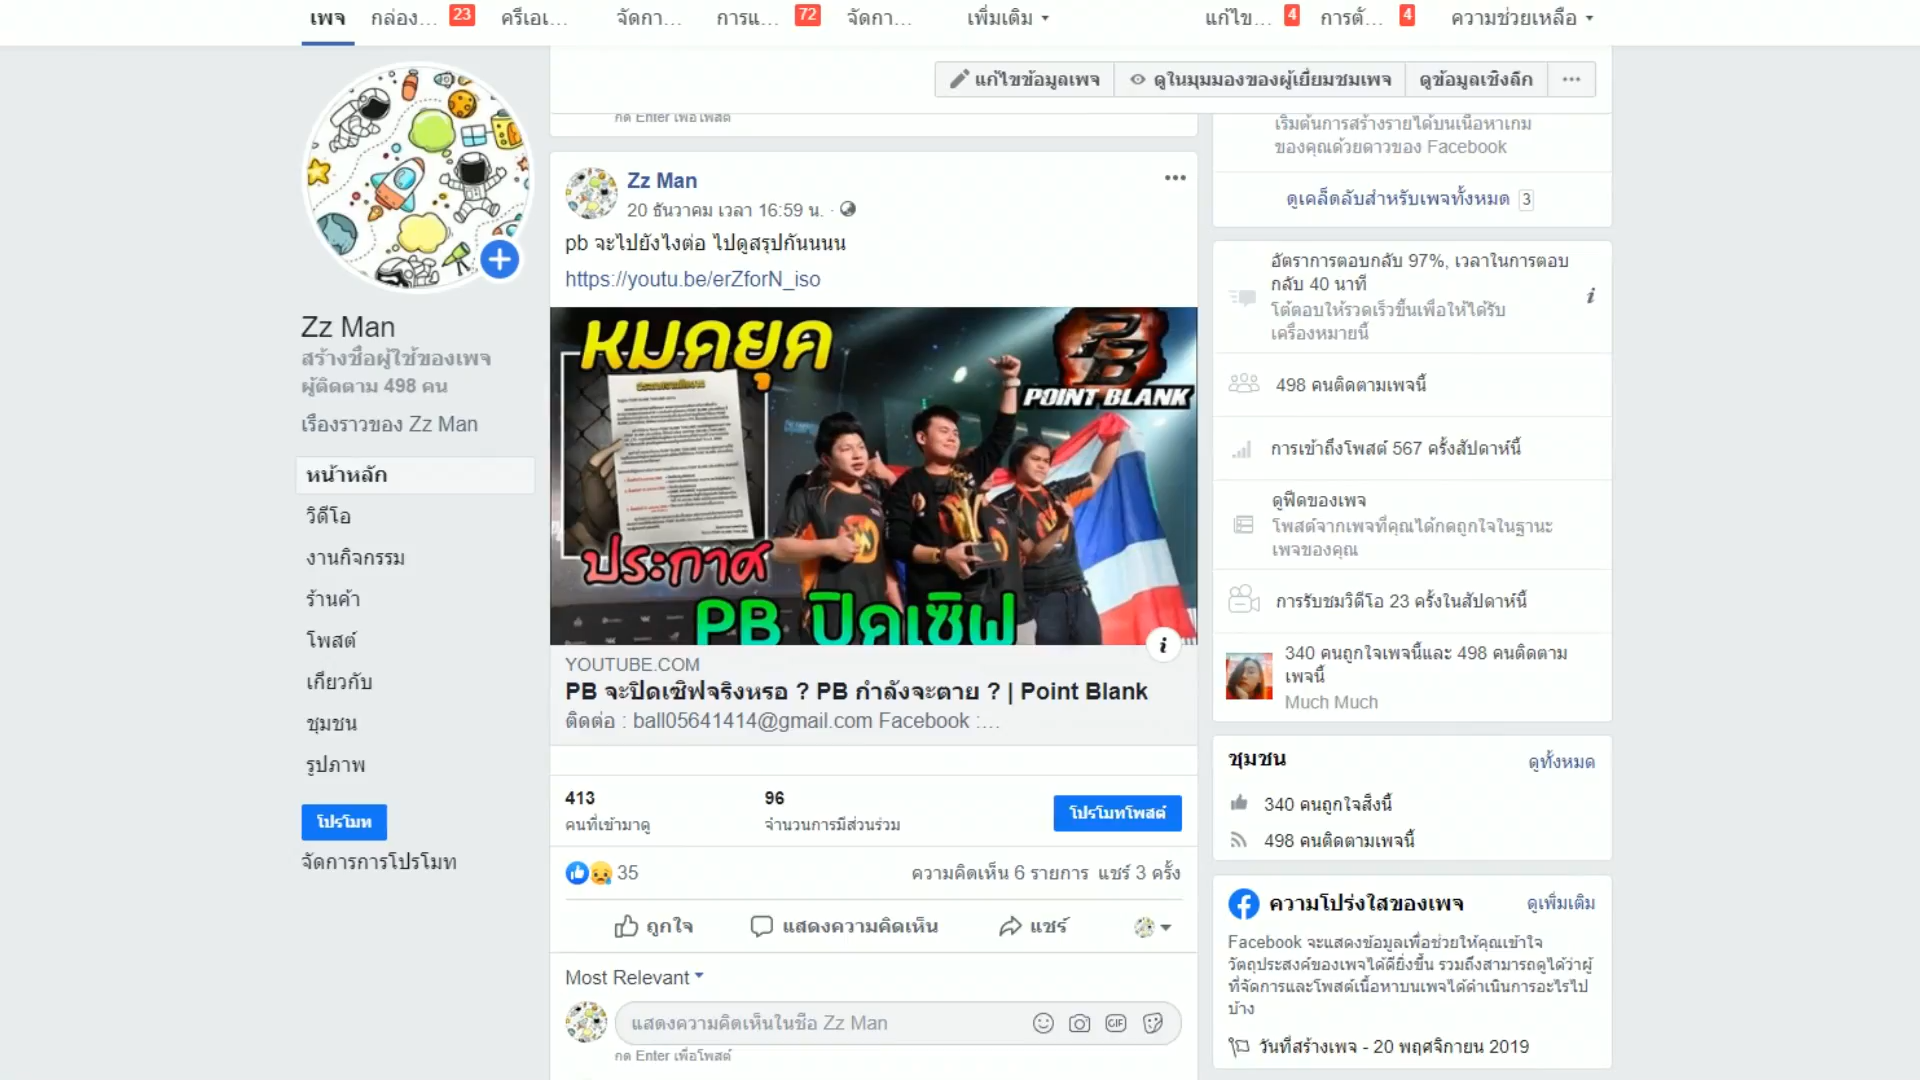 เพจ
กล่อง... 23
ครีเอเ...
จัดกา...
การแ... 72
จัดกา...
เพิ่มเติม
แก้ไข... 4
การตั้... 4
ความช่วยเหลือ
แก้ไขข้อมูลเพจ
ดูในมุมมองของผู้เยี่ยมชมเพจ
ดูข้อมูลเชิงลึก
Zz Man
สร้างชื่อผู้ใช้ของเพจ
ผู้ติดตาม 498 คน
เรื่องราวของ Zz Man
หน้าหลัก
วิดีโอ
งานกิจกรรม
ร้านค้า
โพสต์
เกี่ยวกับ
ชุมชน
รูปภาพ
โปรโมท
จัดการการโปรโมท
กด Enter เพื่อโพสต์
Zz Man
20 ธันวาคม เวลา 16:59 น. ·
pb จะไปยังไงต่อ ไปดูสรุปกันนนน
https://youtu.be/erZforN_iso
หมดยุค
POINT BLANK
ประกาศ
PB ปิดเซิฟ
YOUTUBE.COM
PB จะปิดเซิฟจริงหรอ ? PB กำลังจะตาย ? | Point Blank
ติดต่อ : ball05641414@gmail.com Facebook :...
413
คนที่เข้ามาดู
96
จำนวนการมีส่วนร่วม
โปรโมทโพสต์
35
ความคิดเห็น 6 รายการ แชร์ 3 ครั้ง
ถูกใจ
แสดงความคิดเห็น
แชร์
Most Relevant
แสดงความคิดเห็นในชื่อ Zz Man
GIF
กด Enter เพื่อโพสต์
เริ่มต้นการสร้างรายได้บนเนื้อหาเกม
ของคุณด้วยดาวของ Facebook
ดูเคล็ดลับสำหรับเพจทั้งหมด 3
อัตราการตอบกลับ 97%, เวลาในการตอบ
กลับ 40 นาที
โต้ตอบให้รวดเร็วขึ้นเพื่อให้ได้รับ
เครื่องหมายนี้
498 คนติดตามเพจนี้
การเข้าถึงโพสต์ 567 ครั้งสัปดาห์นี้
ดูฟีดของเพจ
โพสต์จากเพจที่คุณได้กดถูกใจในฐานะ
เพจของคุณ
การรับชมวิดีโอ 23 ครั้งในสัปดาห์นี้
340 คนถูกใจเพจนี้และ 498 คนติดตาม
เพจนี้
Much Much
ชุมชน
ดูทั้งหมด
340 คนถูกใจสิ่งนี้
498 คนติดตามเพจนี้
ความโปร่งใสของเพจ
ดูเพิ่มเติม
Facebook จะแสดงข้อมูลเพื่อช่วยให้คุณเข้าใจ
วัตถุประสงค์ของเพจได้ดียิ่งขึ้น รวมถึงสามารถดูได้ว่าผู้
ที่จัดการและโพสต์เนื้อหาบนเพจได้ดำเนินการอะไรไป
บ้าง
วันที่สร้างเพจ - 20 พฤศจิกายน 2019